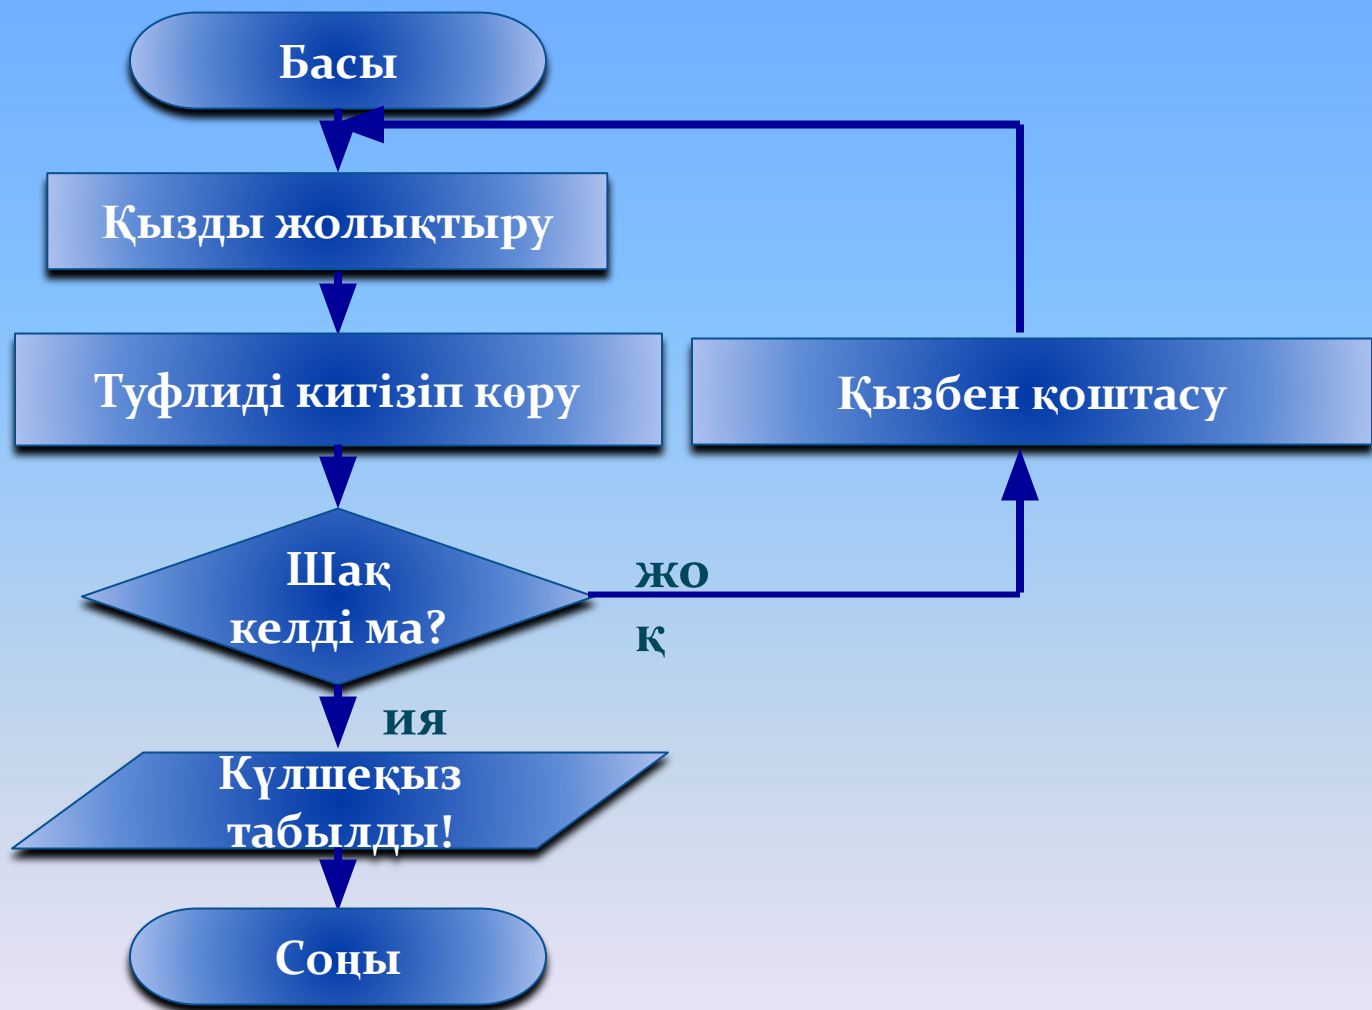 Басы
Қызды жолықтыру
Туфлиді кигізіп көру
Қызбен қоштасу
Шақ
келді ма?
жо
қ
ия
Күлшеқыз
табылды!
Соңы